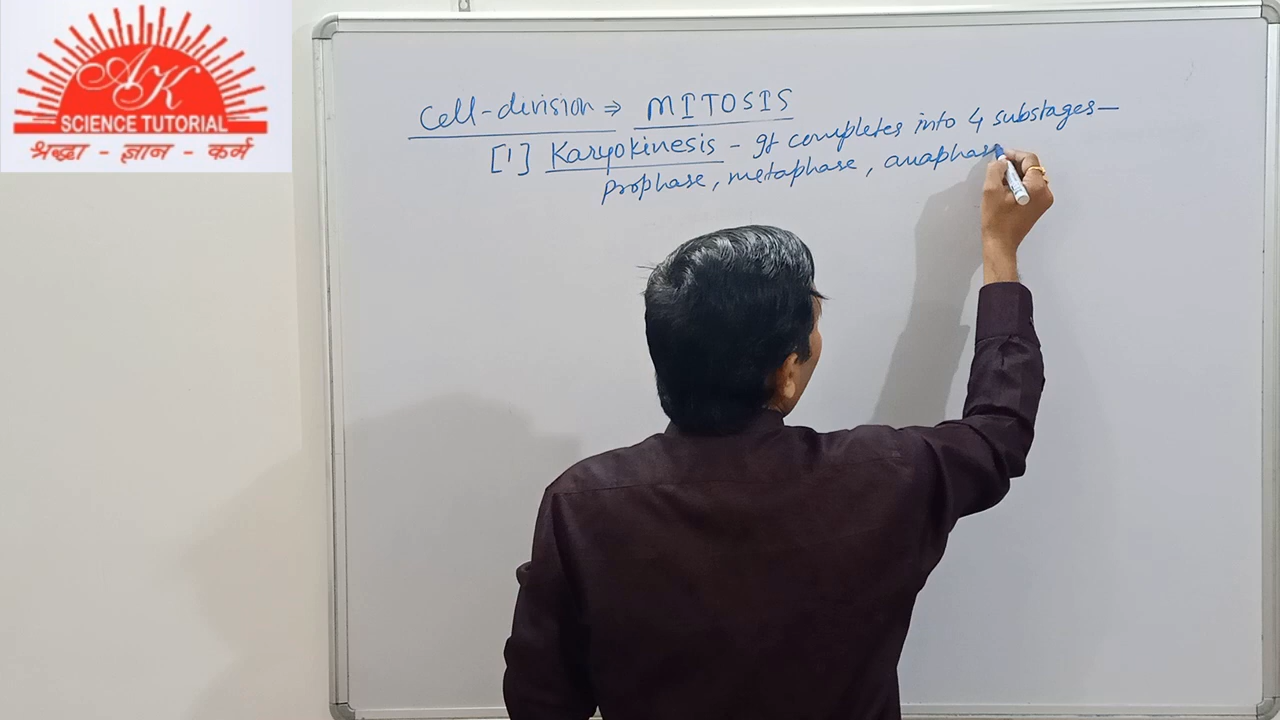 AK
SCIENCE TUTORIAL
श्रद्धा - ज्ञान - कर्म
Cell-division ⇒ MITOSIS
[1] Karyokinesis - It completes into 4 substages—
prophase, metaphase, anaphase